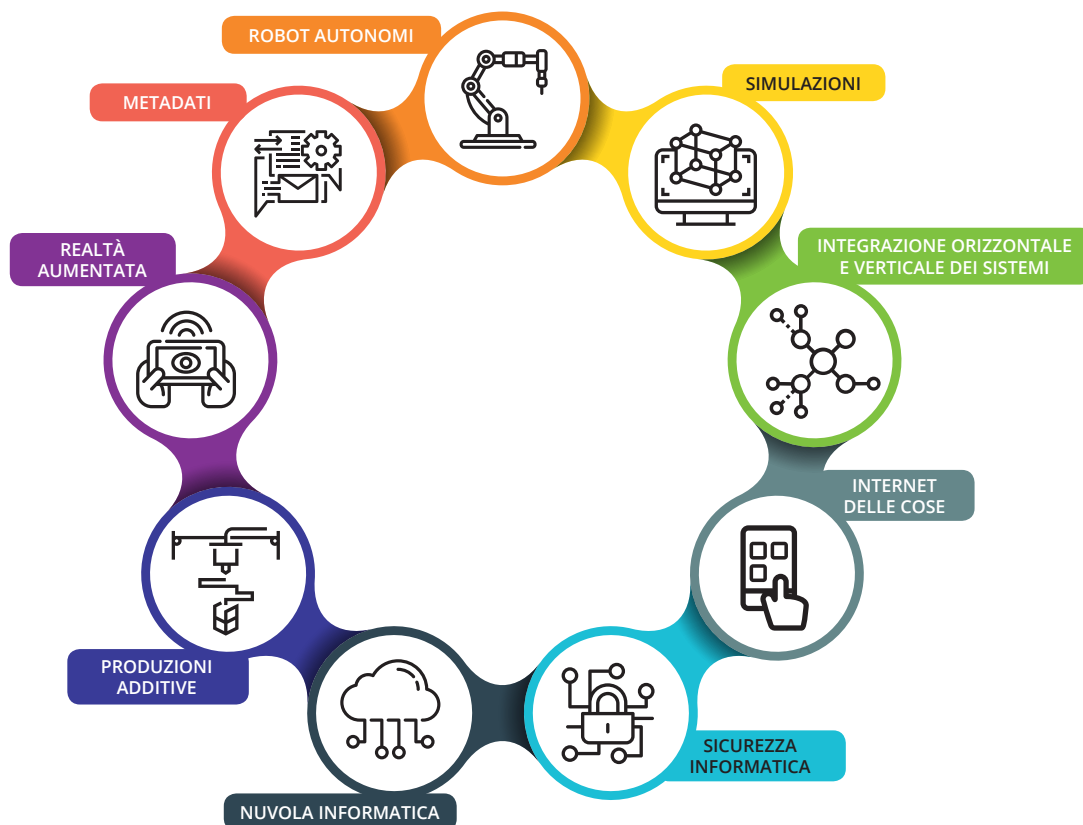 ROBOT AUTONOMI
SIMULAZIONI
METADATI
INTEGRAZIONE ORIZZONTALE
E VERTICALE DEI SISTEMI
REALTÀ
AUMENTATA
INTERNET
DELLE COSE
PRODUZIONI
ADDITIVE
SICUREZZA
INFORMATICA
NUVOLA INFORMATICA